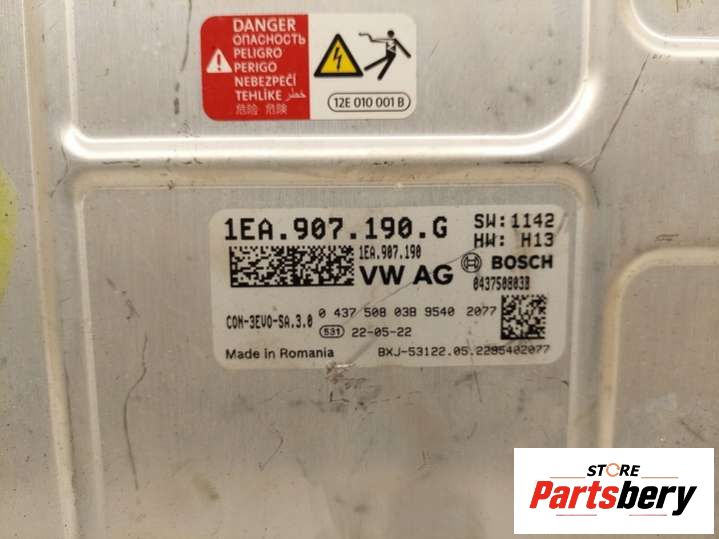 DANGER
ОПАСНОСТЬ
PELIGRO
PERIGO
NEBEZPEČÍ
TEHLİKE خطر
危险 危険
12E 010 001 B
1EA.907.190.G
SW:1142
HW: H13
1EA.907.190
VW AG
BOSCH
043750803B
CON-3EVO-SA.3.0
0 437 508 03B 9540 2077
531 22-05-22
Made in Romania
BXJ-53122.05.2295402077
STORE
Partsbery